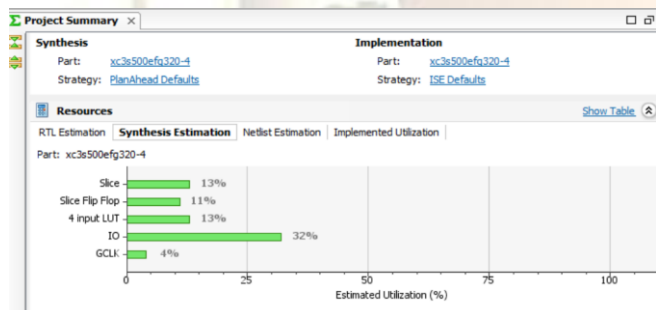 Project Summary ×
Synthesis
Implementation
Part: xc3s500efg320-4
Part: xc3s500efg320-4
Strategy: PlanAhead Defaults
Strategy: ISE Defaults
Resources
Show Table
RTL Estimation Synthesis Estimation Netlist Estimation Implemented Utilization
Part: xc3s500efg320-4
Slice 13%
Slice Flip Flop 11%
4 input LUT 13%
IO 32%
GCLK 4%
0 25 50 75 100
Estimated Utilization (%)